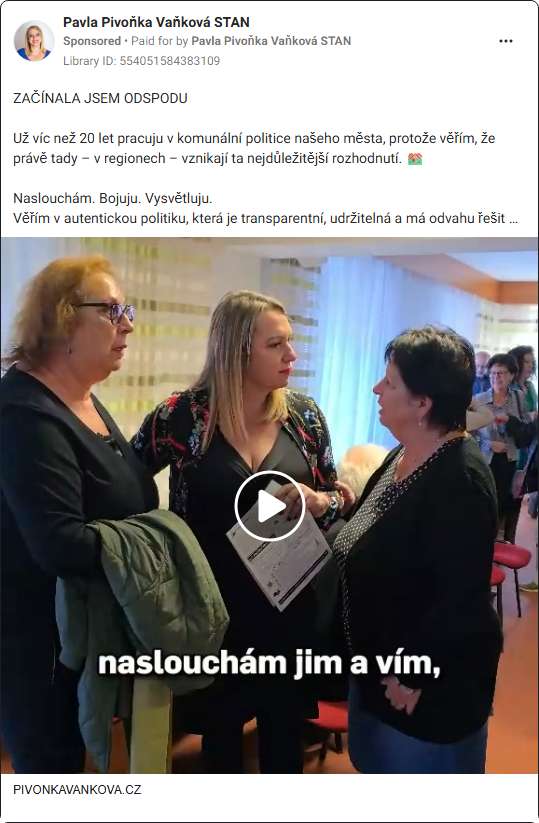 Pavla Pivoňka Vaňková STAN
Sponsored • Paid for by Pavla Pivoňka Vaňková STAN
Library ID: 554051584383109
ZAČÍNALA JSEM ODSPODU
Už víc než 20 let pracuju v komunální politice našeho města, protože věřím, že
právě tady – v regionech – vznikají ta nejdůležitější rozhodnutí.
Naslouchám. Bojuju. Vysvětluju.
Věřím v autentickou politiku, která je transparentní, udržitelná a má odvahu řešit ...
naslouchám jim a vím,
PIVONKAVANKOVA.CZ